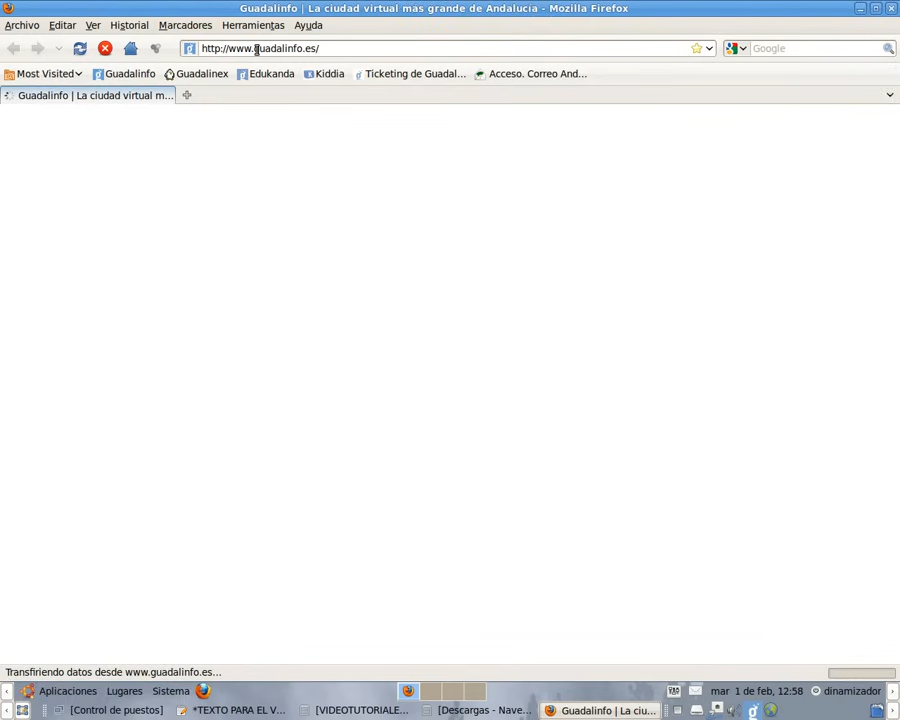 Guadalinfo | La ciudad virtual más grande de Andalucia - Mozilla Firefox
Archivo Editar Ver Historial Marcadores Herramientas Ayuda
http://www.guadalinfo.es/ Google
Most Visited Guadalinfo Guadalinex Edukanda Kiddia Ticketing de Guadal... Acceso. Correo And...
Guadalinfo | La ciudad virtual m...
Transfiriendo datos desde www.guadalinfo.es...
Aplicaciones Lugares Sistema mar 1 de feb, 12:58 dinamizador
[Control de puestos] *TEXTO PARA EL V... [VIDEOTUTORIALE... [Descargas - Nave... Guadalinfo | La ciu...